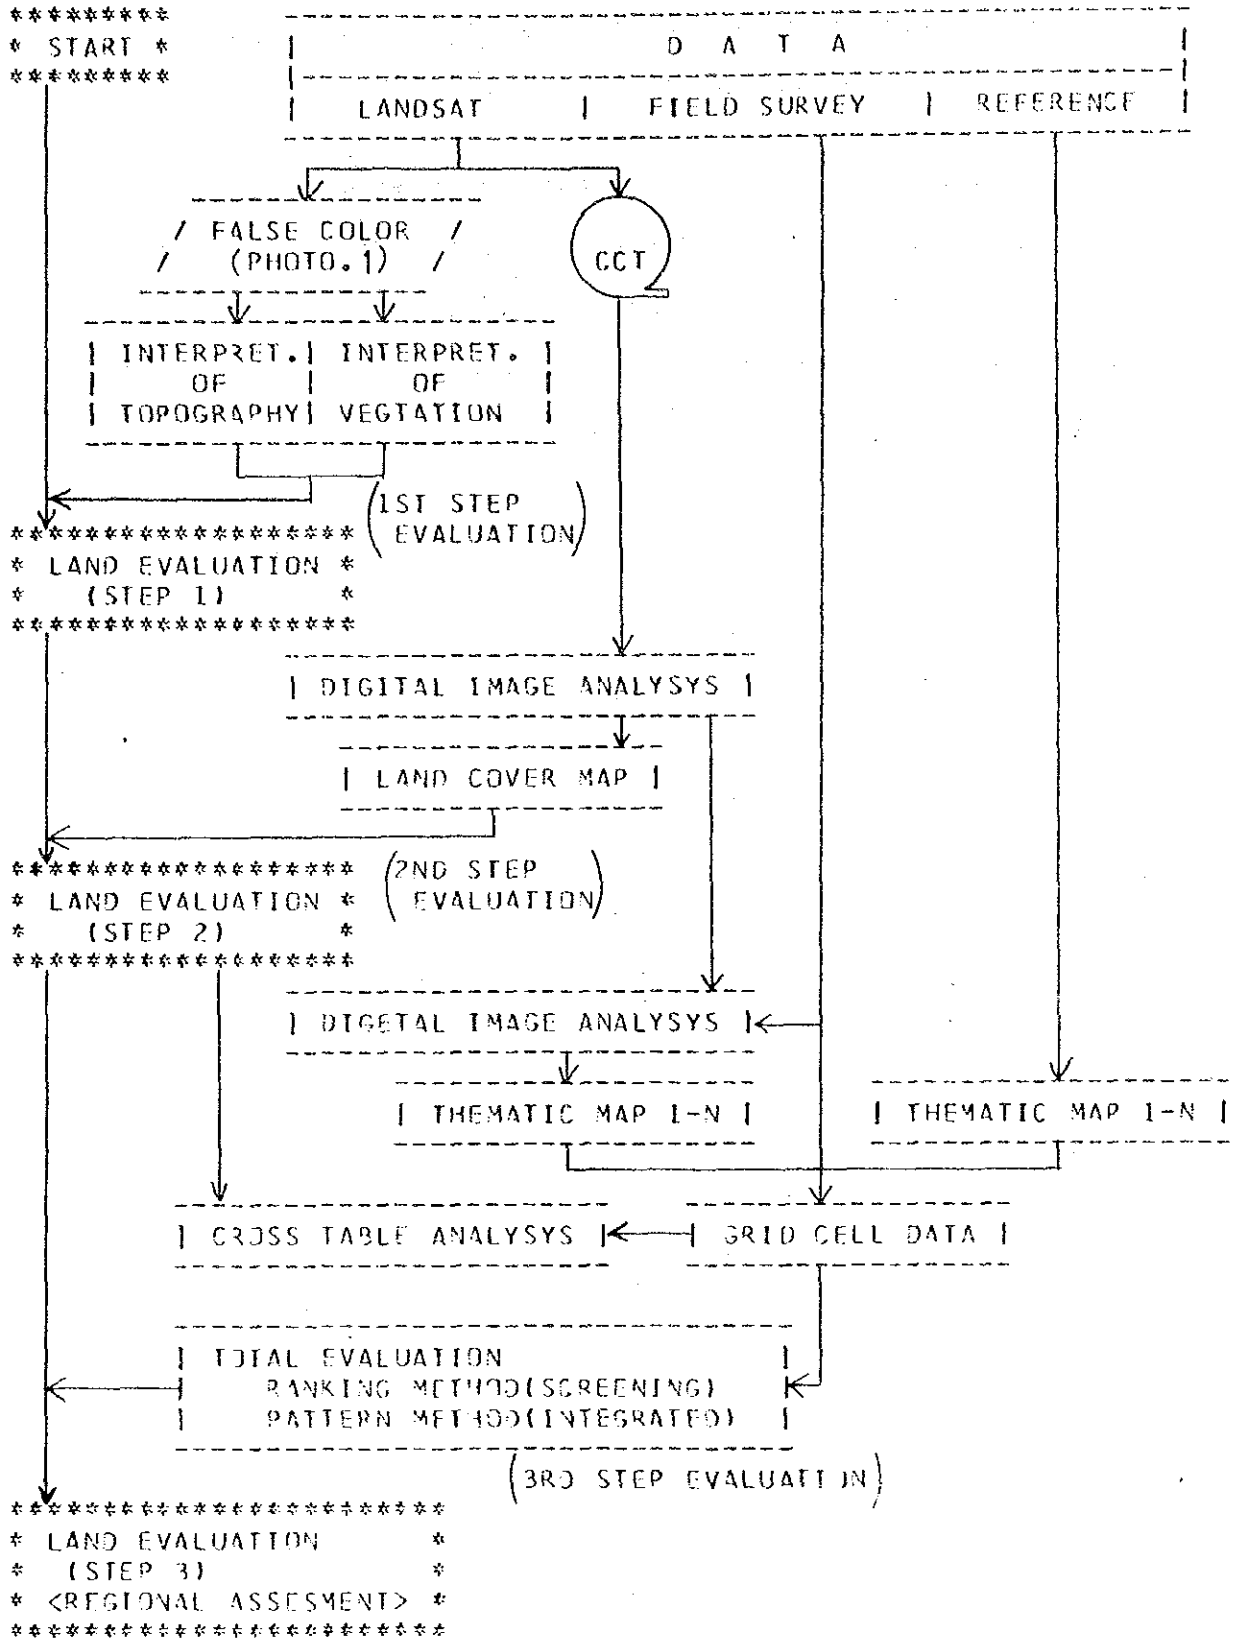 * START *
D A T A
LANDSAT | FIELD SURVEY | REFERENCE
/ FALSE COLOR /
/ (PHOTO.1) /
CCT
| INTERPRET. | INTERPRET. |
| OF | OF |
| TOPOGRAPHY | VEGTATION |
(1ST STEP
EVALUATION)
* LAND EVALUATION *
* (STEP 1) *
| DIGITAL IMAGE ANALYSYS |
| LAND COVER MAP |
(2ND STEP
EVALUATION)
* LAND EVALUATION *
* (STEP 2) *
| DIGETAL IMAGE ANALYSYS |
| THEMATIC MAP 1-N |
| THEMATIC MAP 1-N |
| CROSS TABLE ANALYSYS |
| GRID CELL DATA |
| TOTAL EVALUATION
RANKING METHOD(SCREENING)
PATTERN METHOD(INTEGRATED) |
(3RD STEP EVALUATION)
* LAND EVALUATION *
* (STEP 3) *
* <REGIONAL ASSESMENT> *